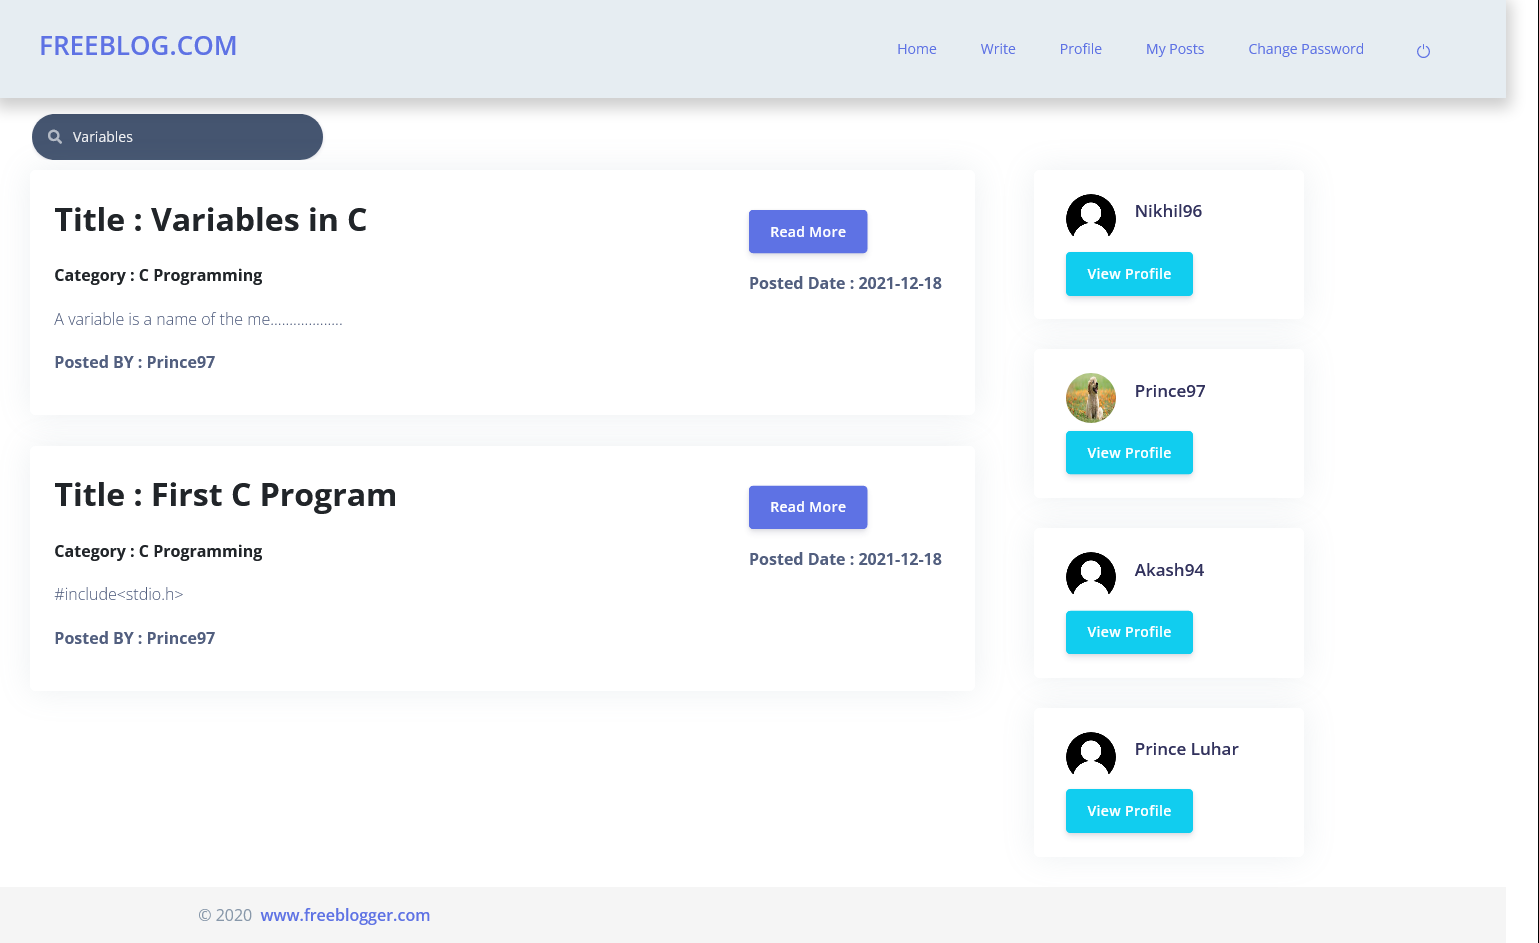 FREEBLOG.COM
Home Write Profile My Posts Change Password
Variables
Title : Variables in C
Read More
Category : C Programming
Posted Date : 2021-12-18
A variable is a name of the me...................
Posted BY : Prince97
Title : First C Program
Read More
Category : C Programming
Posted Date : 2021-12-18
#include<stdio.h>
Posted BY : Prince97
Nikhil96
View Profile
Prince97
View Profile
Akash94
View Profile
Prince Luhar
View Profile
© 2020 www.freeblogger.com